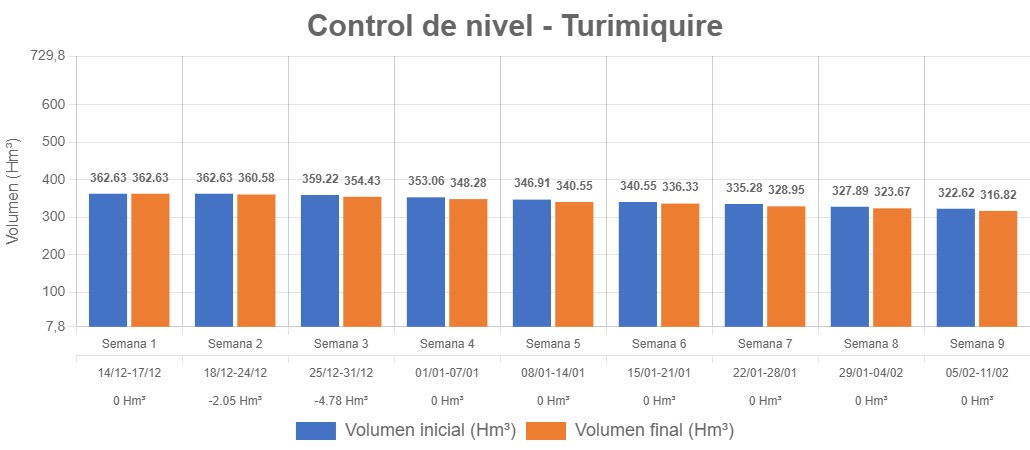 Control de nivel - Turimiquire
729,8
600
500
400
300
200
100
7,8
Volumen (Hm³)
362.63 362.63 362.63 360.58 359.22 354.43 353.06 348.28 346.91 340.55 340.55 336.33 335.28 328.95 327.89 323.67 322.62 316.82
Semana 1 Semana 2 Semana 3 Semana 4 Semana 5 Semana 6 Semana 7 Semana 8 Semana 9
14/12-17/12 18/12-24/12 25/12-31/12 01/01-07/01 08/01-14/01 15/01-21/01 22/01-28/01 29/01-04/02 05/02-11/02
0 Hm³ -2.05 Hm³ -4.78 Hm³ 0 Hm³ 0 Hm³ 0 Hm³ 0 Hm³ 0 Hm³ 0 Hm³
Volumen inicial (Hm³) Volumen final (Hm³)